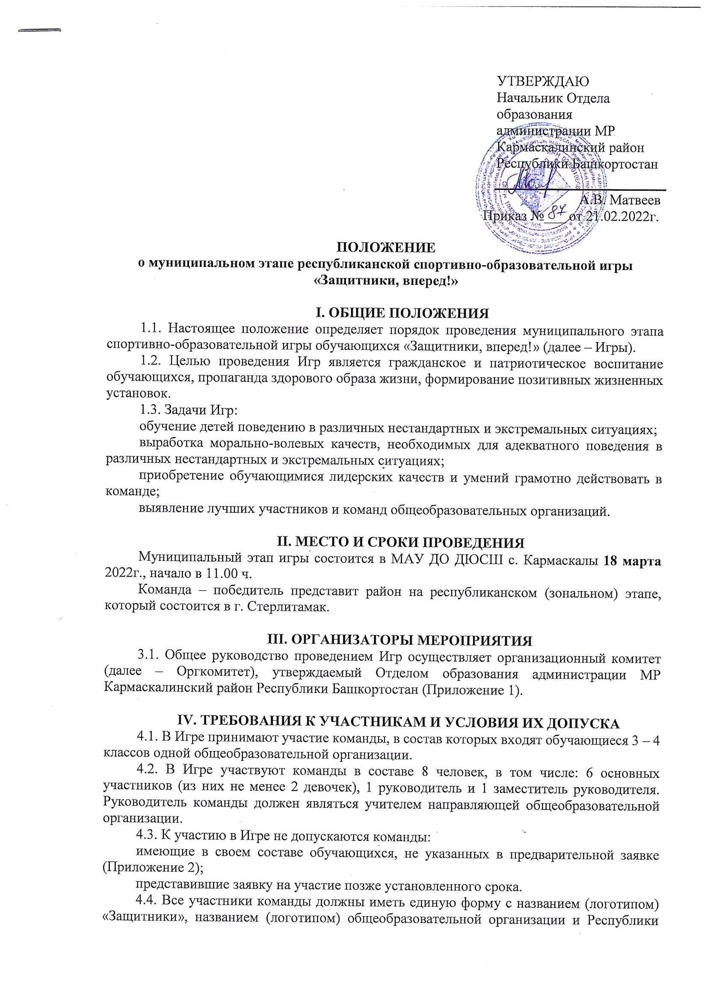 УТВЕРЖДАЮ
Начальник Отдела
образования
администрации МР
Кармаскалинский район
Республики Башкортостан
А.В. Матвеев
Приказ № 87 от 21.02.2022г.
ПОЛОЖЕНИЕ
о муниципальном этапе республиканской спортивно-образовательной игры
«Защитники, вперед!»
I. ОБЩИЕ ПОЛОЖЕНИЯ
1.1. Настоящее положение определяет порядок проведения муниципального этапа
спортивно-образовательной игры обучающихся «Защитники, вперед!» (далее – Игры).
1.2. Целью проведения Игр является гражданское и патриотическое воспитание
обучающихся, пропаганда здорового образа жизни, формирование позитивных жизненных
установок.
1.3. Задачи Игр:
обучение детей поведению в различных нестандартных и экстремальных ситуациях;
выработка морально-волевых качеств, необходимых для адекватного поведения в
различных нестандартных и экстремальных ситуациях;
приобретение обучающимися лидерских качеств и умений грамотно действовать в
команде;
выявление лучших участников и команд общеобразовательных организаций.
II. МЕСТО И СРОКИ ПРОВЕДЕНИЯ
Муниципальный этап игры состоится в МАУ ДО ДЮСШ с. Кармаскалы 18 марта
2022г., начало в 11.00 ч.
Команда – победитель представит район на республиканском (зональном) этапе,
который состоится в г. Стерлитамак.
III. ОРГАНИЗАТОРЫ МЕРОПРИЯТИЯ
3.1. Общее руководство проведением Игр осуществляет организационный комитет
(далее – Оргкомитет), утверждаемый Отделом образования администрации МР
Кармаскалинский район Республики Башкортостан (Приложение 1).
IV. ТРЕБОВАНИЯ К УЧАСТНИКАМ И УСЛОВИЯ ИХ ДОПУСКА
4.1. В Игре принимают участие команды, в состав которых входят обучающиеся 3 – 4
классов одной общеобразовательной организации.
4.2. В Игре участвуют команды в составе 8 человек, в том числе: 6 основных
участников (из них не менее 2 девочек), 1 руководитель и 1 заместитель руководителя.
Руководитель команды должен являться учителем направляющей общеобразовательной
организации.
4.3. К участию в Игре не допускаются команды:
имеющие в своем составе обучающихся, не указанных в предварительной заявке
(Приложение 2);
представившие заявку на участие позже установленного срока.
4.4. Все участники команды должны иметь единую форму с названием (логотипом)
«Защитники», названием (логотипом) общеобразовательной организации и Республики